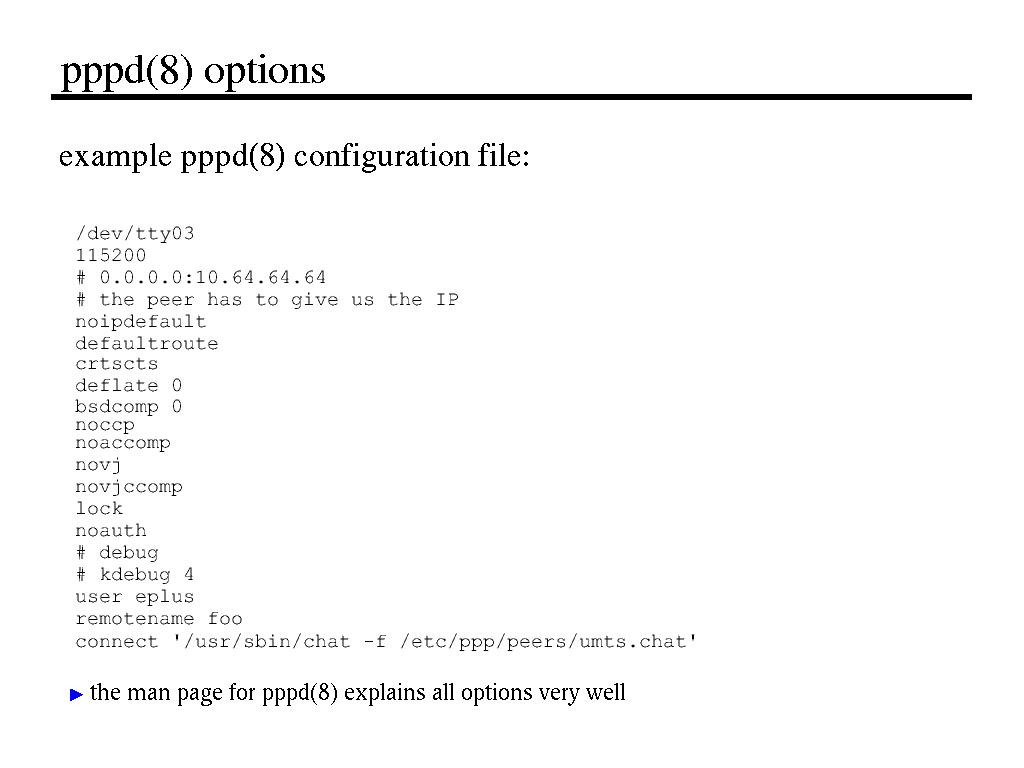 pppd(8) options
example pppd(8) configuration file:
/dev/tty03
115200
# 0.0.0.0:10.64.64.64
# the peer has to give us the IP
noipdefault
defaultroute
crtscts
deflate 0
bsdcomp 0
noccp
noaccomp
novj
novjccomp
lock
noauth
# debug
# kdebug 4
user eplus
remotename foo
connect '/usr/sbin/chat -f /etc/ppp/peers/umts.chat'
the man page for pppd(8) explains all options very well